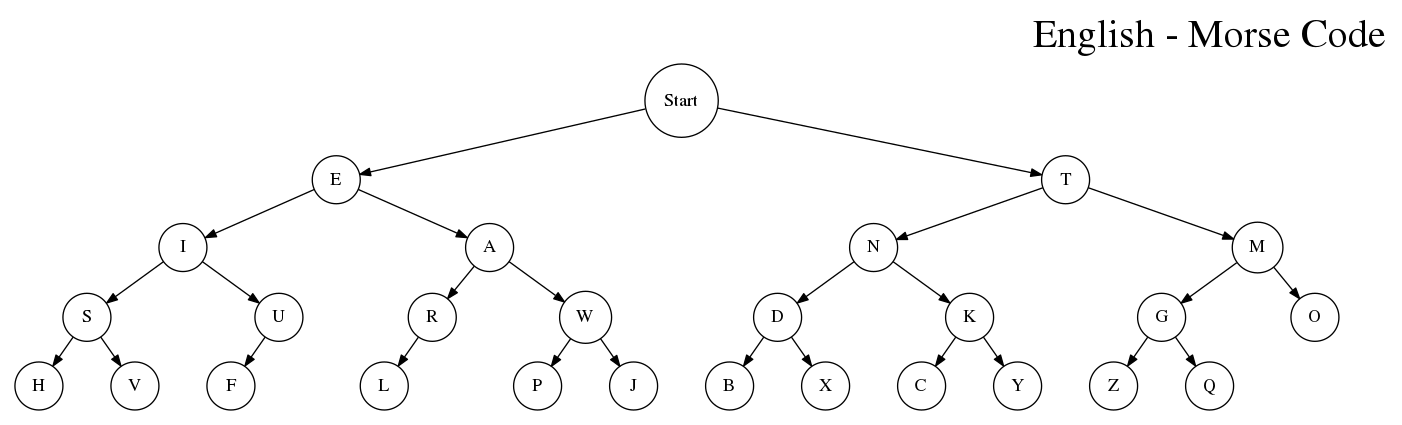 English - Morse Code
Start
E T
I A N M
S U R W D K G O
H V F L P J B X C Y Z Q